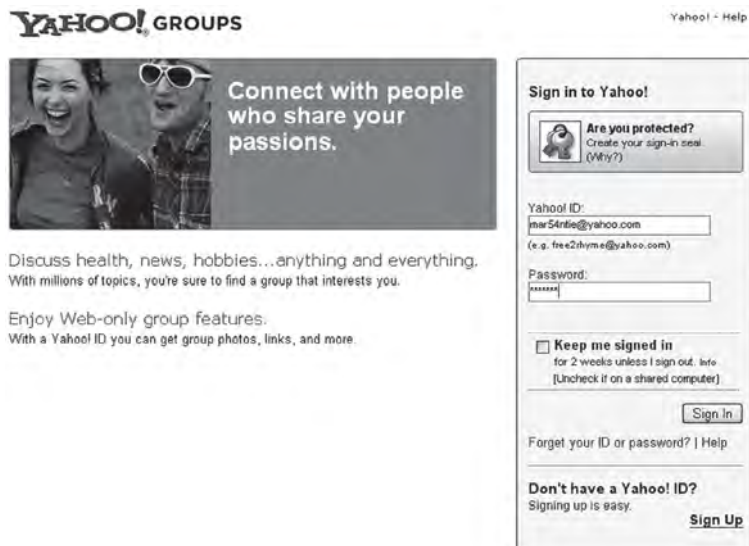 YAHOO! GROUPS
Yahoo! - Help
Connect with people
who share your
passions.
Discuss health, news, hobbies...anything and everything.
With millions of topics, you're sure to find a group that interests you.
Enjoy Web-only group features.
With a Yahoo! ID you can get group photos, links, and more.
Sign in to Yahoo!
Are you protected?
Create your sign-in seal.
(Why?)
Yahoo! ID:
mar54ntie@yahoo.com
(e.g. free2rhyme@yahoo.com)
Password:
*******
Keep me signed in
for 2 weeks unless I sign out. Info
[Uncheck if on a shared computer]
Sign In
Forget your ID or password? | Help
Don't have a Yahoo! ID?
Signing up is easy.
Sign Up